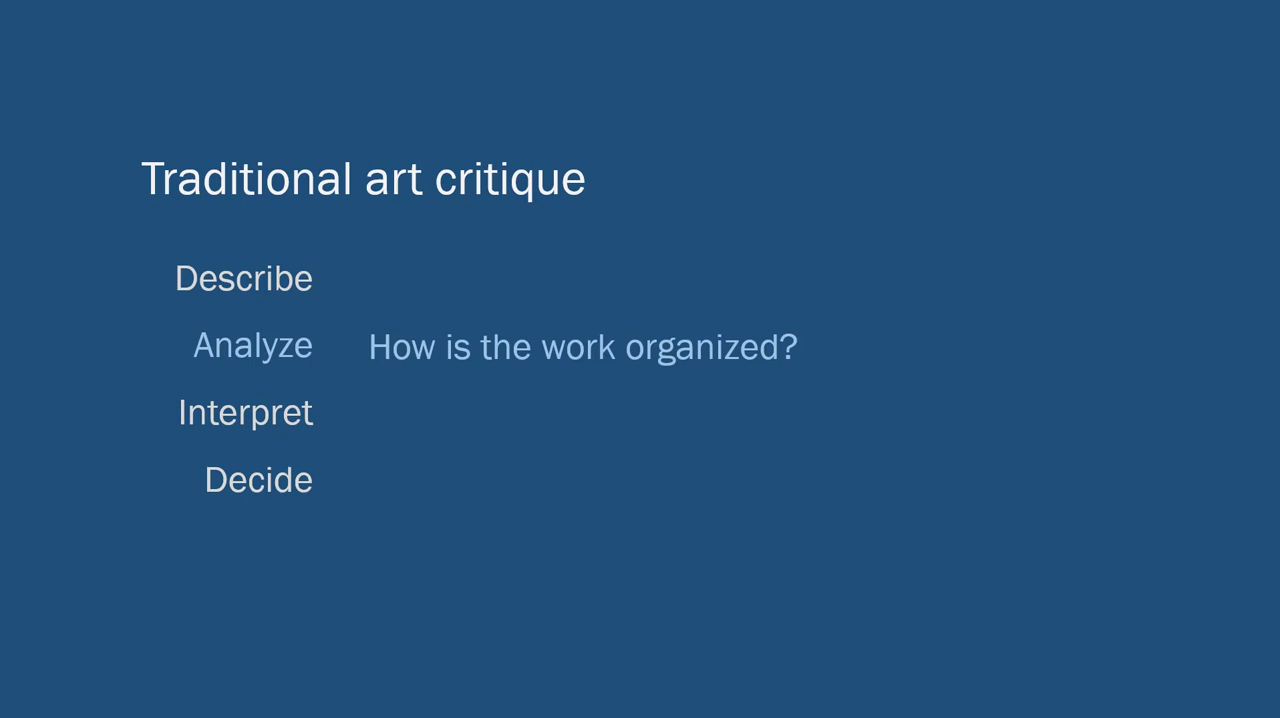 Traditional art critique
Describe
Analyze How is the work organized?
Interpret
Decide